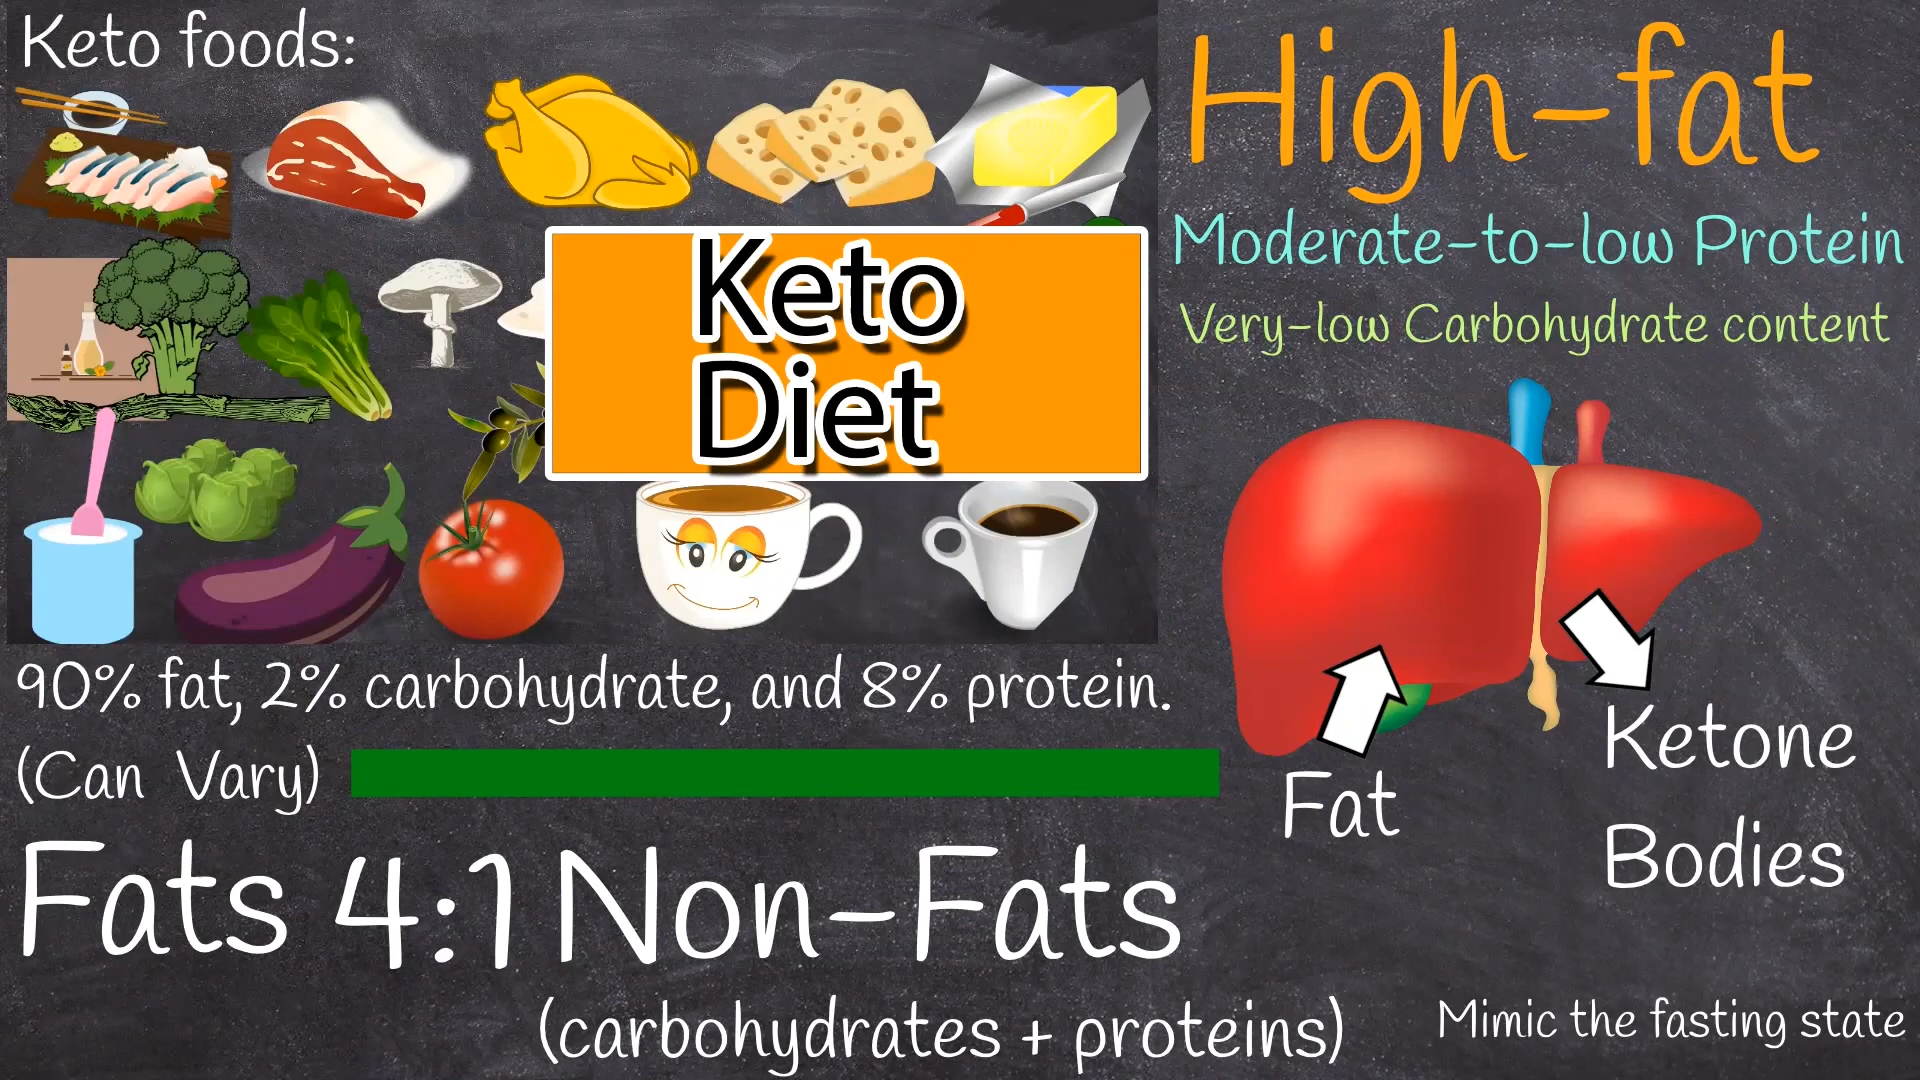 Keto foods:
Keto
Diet
High-fat
Moderate-to-low Protein
Very-low Carbohydrate content
90% fat, 2% carbohydrate, and 8% protein.
(Can Vary)
Fats 4:1 Non-Fats
(carbohydrates + proteins)
Fat
Ketone
Bodies
Mimic the fasting state